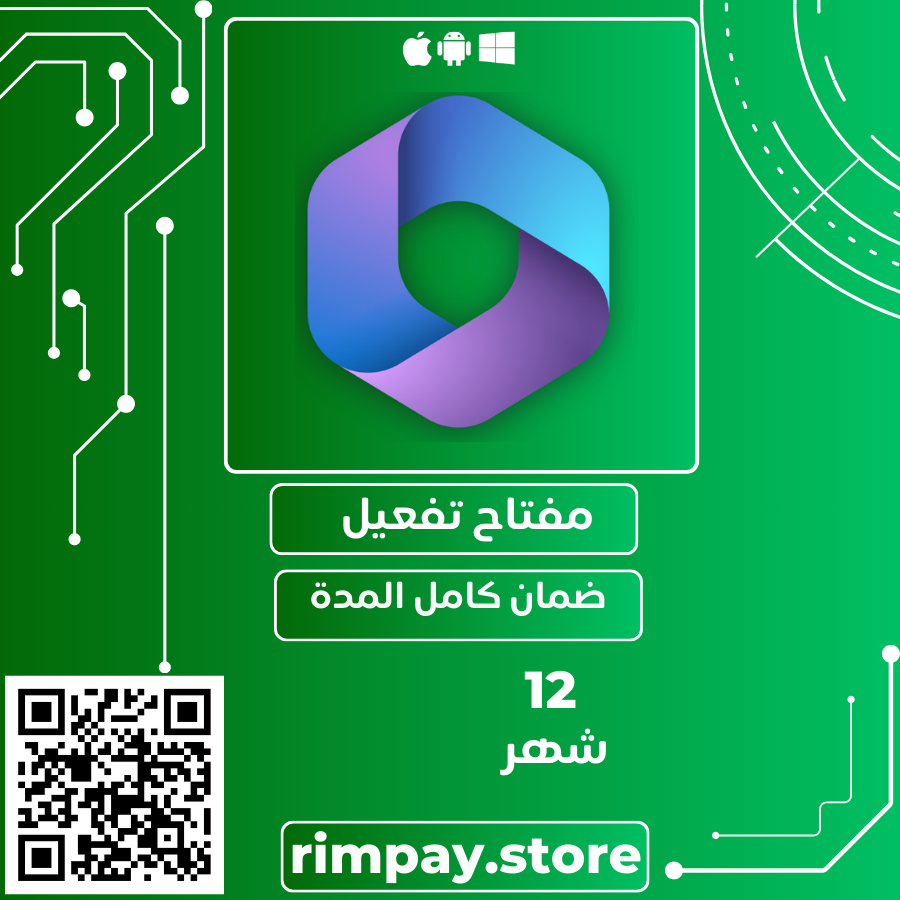 مفتاح تفعيل
ضمان كامل المدة
12
شهر
rimpay.store